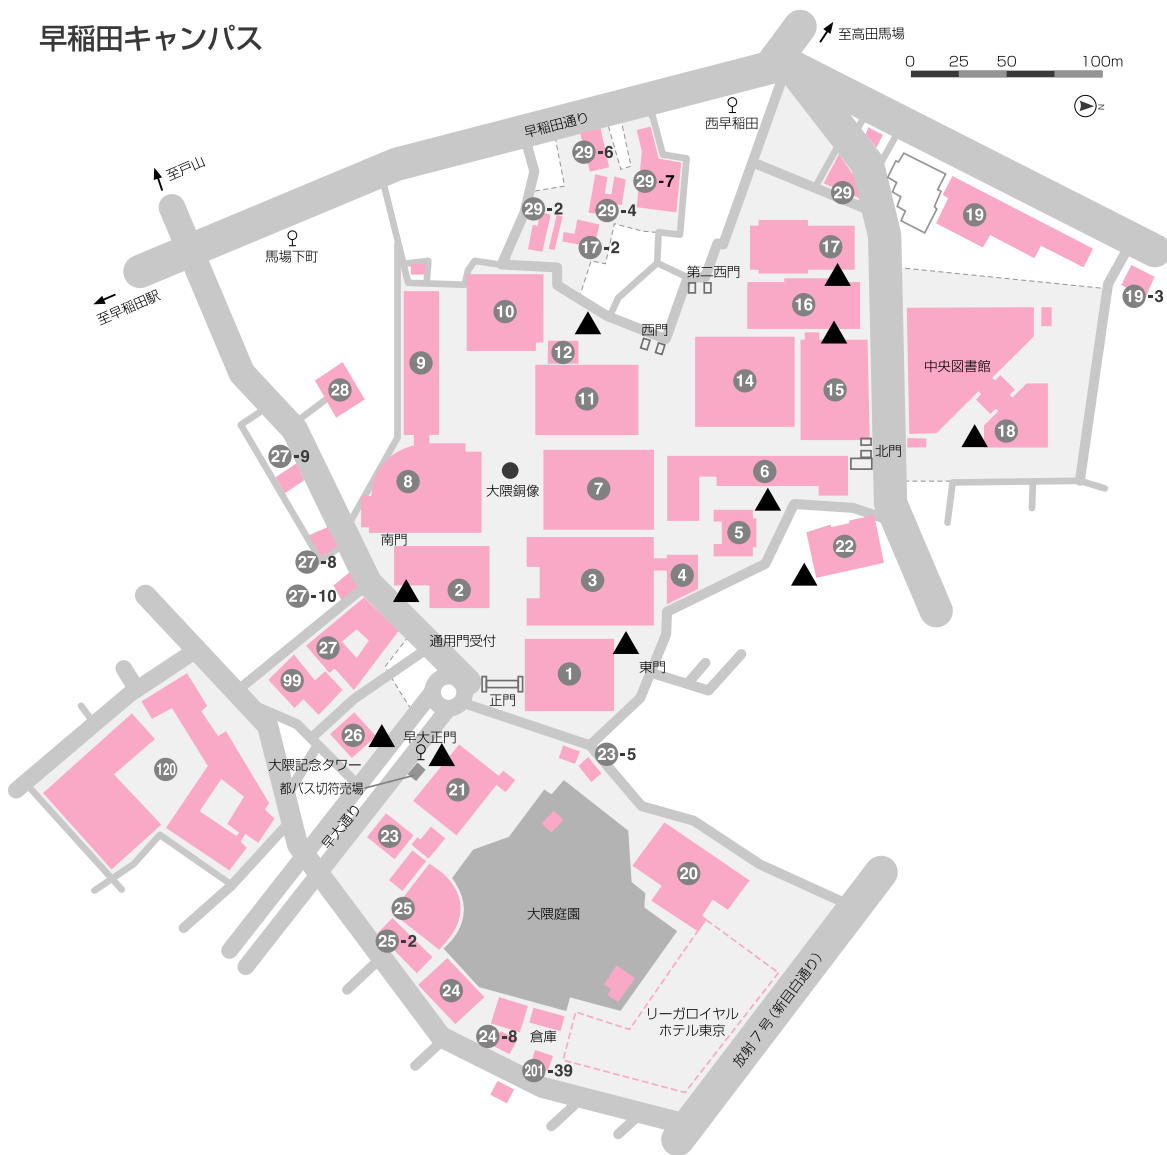 早稲田キャンパス
至高田馬場
0 25 50 100m
N
西早稲田
早稲田通り
至戸山
馬場下町
至早稲田駅
29-6
29-7
29-2
29-4
17-2
29
19
19-3
17
第二西門
16
10
西門
12
9
11
14
15
中央図書館
18
28
27-9
8
大隈銅像
7
6
北門
5
22
南門
27-8
27-10
2
3
4
通用門受付
27
99
1
東門
正門
26
早大正門
大隈記念タワー
都バス切符売場
120
21
23-5
早大通り
23
20
25
大隈庭園
25-2
24
24-8
倉庫
201-39
リーガロイヤル
ホテル東京
放射7号(新目白通り)